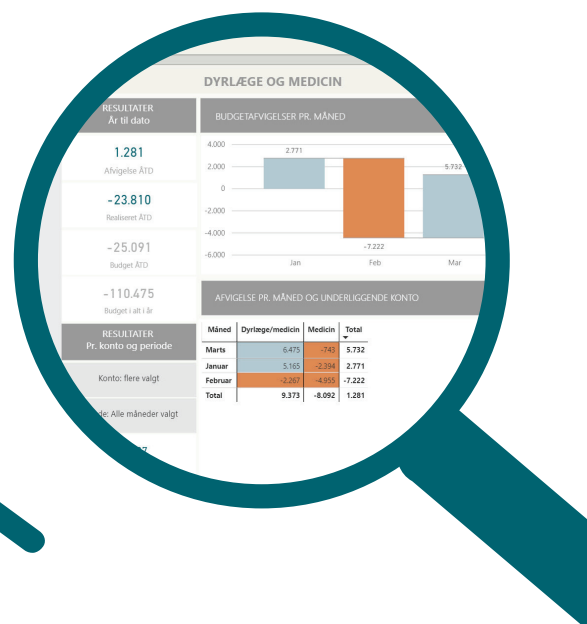 DYRLÆGE OG MEDICIN
RESULTATER
År til dato
1.281
Afvigelse ÅTD
-23.810
Realiseret ÅTD
-25.091
Budget ÅTD
-110.475
Budget i alt i år
RESULTATER
Pr. konto og periode
Konto: flere valgt
de: Alle måneder valgt
BUDGETAFVIGELSER PR. MÅNED
4.000
2.000
0
-2.000
-4.000
-6.000
2.771
-7.222
5.732
Jan Feb Mar
AFVIGELSE PR. MÅNED OG UNDERLIGGENDE KONTO
Måned Dyrlæge/medicin Medicin Total
Marts 6.475 -743 5.732
Januar 5.165 -2.394 2.771
Februar -2.267 -4.955 -7.222
Total 9.373 -8.092 1.281